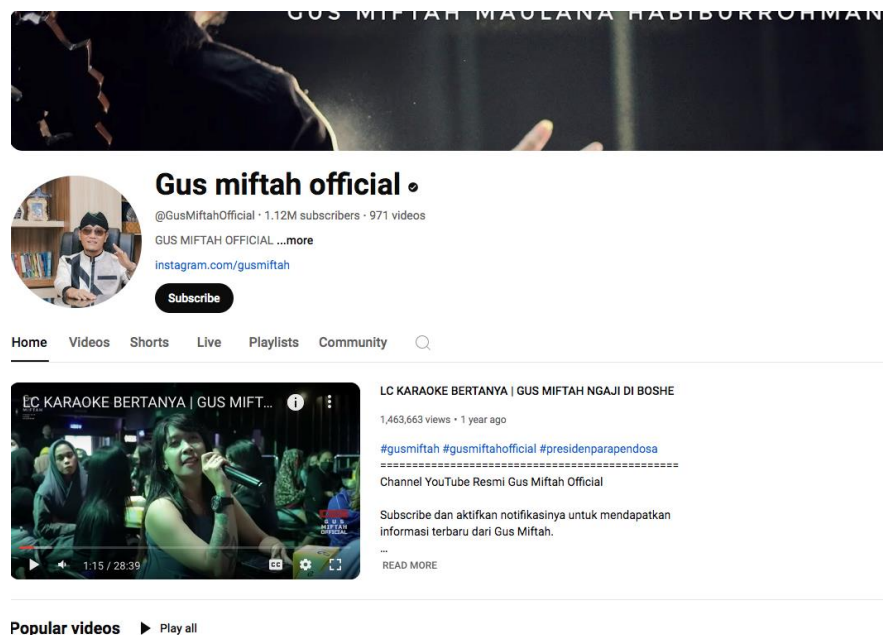 GUS MIFTAH MAULANA HABIBURROHMAN
Gus miftah official
@GusMiftahOfficial · 1.12M subscribers · 971 videos
GUS MIFTAH OFFICIAL ...more
instagram.com/gusmiftah
Subscribe
Home Videos Shorts Live Playlists Community
LC KARAOKE BERTANYA | GUS MIFT...
GUS
MIFTAH
OFFICIAL
1:15 / 28:39
CC
LC KARAOKE BERTANYA | GUS MIFTAH NGAJI DI BOSHE
1,463,663 views • 1 year ago
#gusmiftah #gusmiftahofficial #presidenparapendosa
===============================================
Channel YouTube Resmi Gus Miftah Official
Subscribe dan aktifkan notifikasinya untuk mendapatkan
informasi terbaru dari Gus Miftah.
...
READ MORE
Popular videos Play all